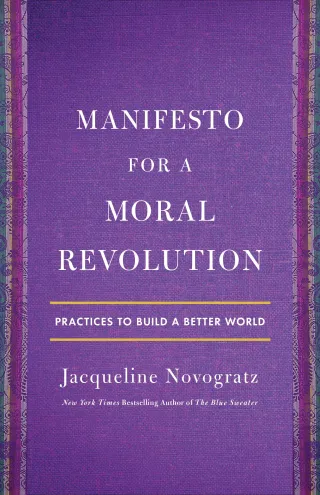 MANIFESTO
FOR A
MORAL
REVOLUTION
PRACTICES TO BUILD A BETTER WORLD
Jacqueline Novogratz
New York Times Bestselling Author of The Blue Sweater